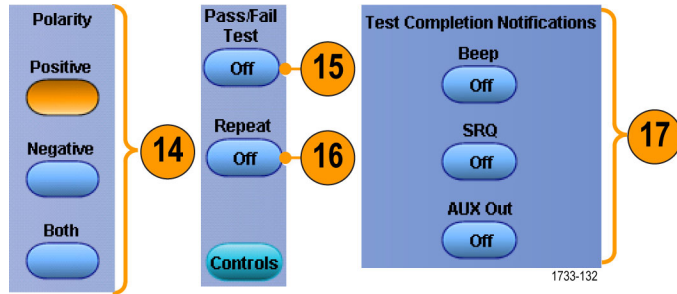 Polarity
Positive
Negative
Both
14
Pass/Fail
Test
Off
15
Repeat
Off
16
Controls
Test Completion Notifications
Beep
Off
SRQ
Off
AUX Out
Off
17
1733-132